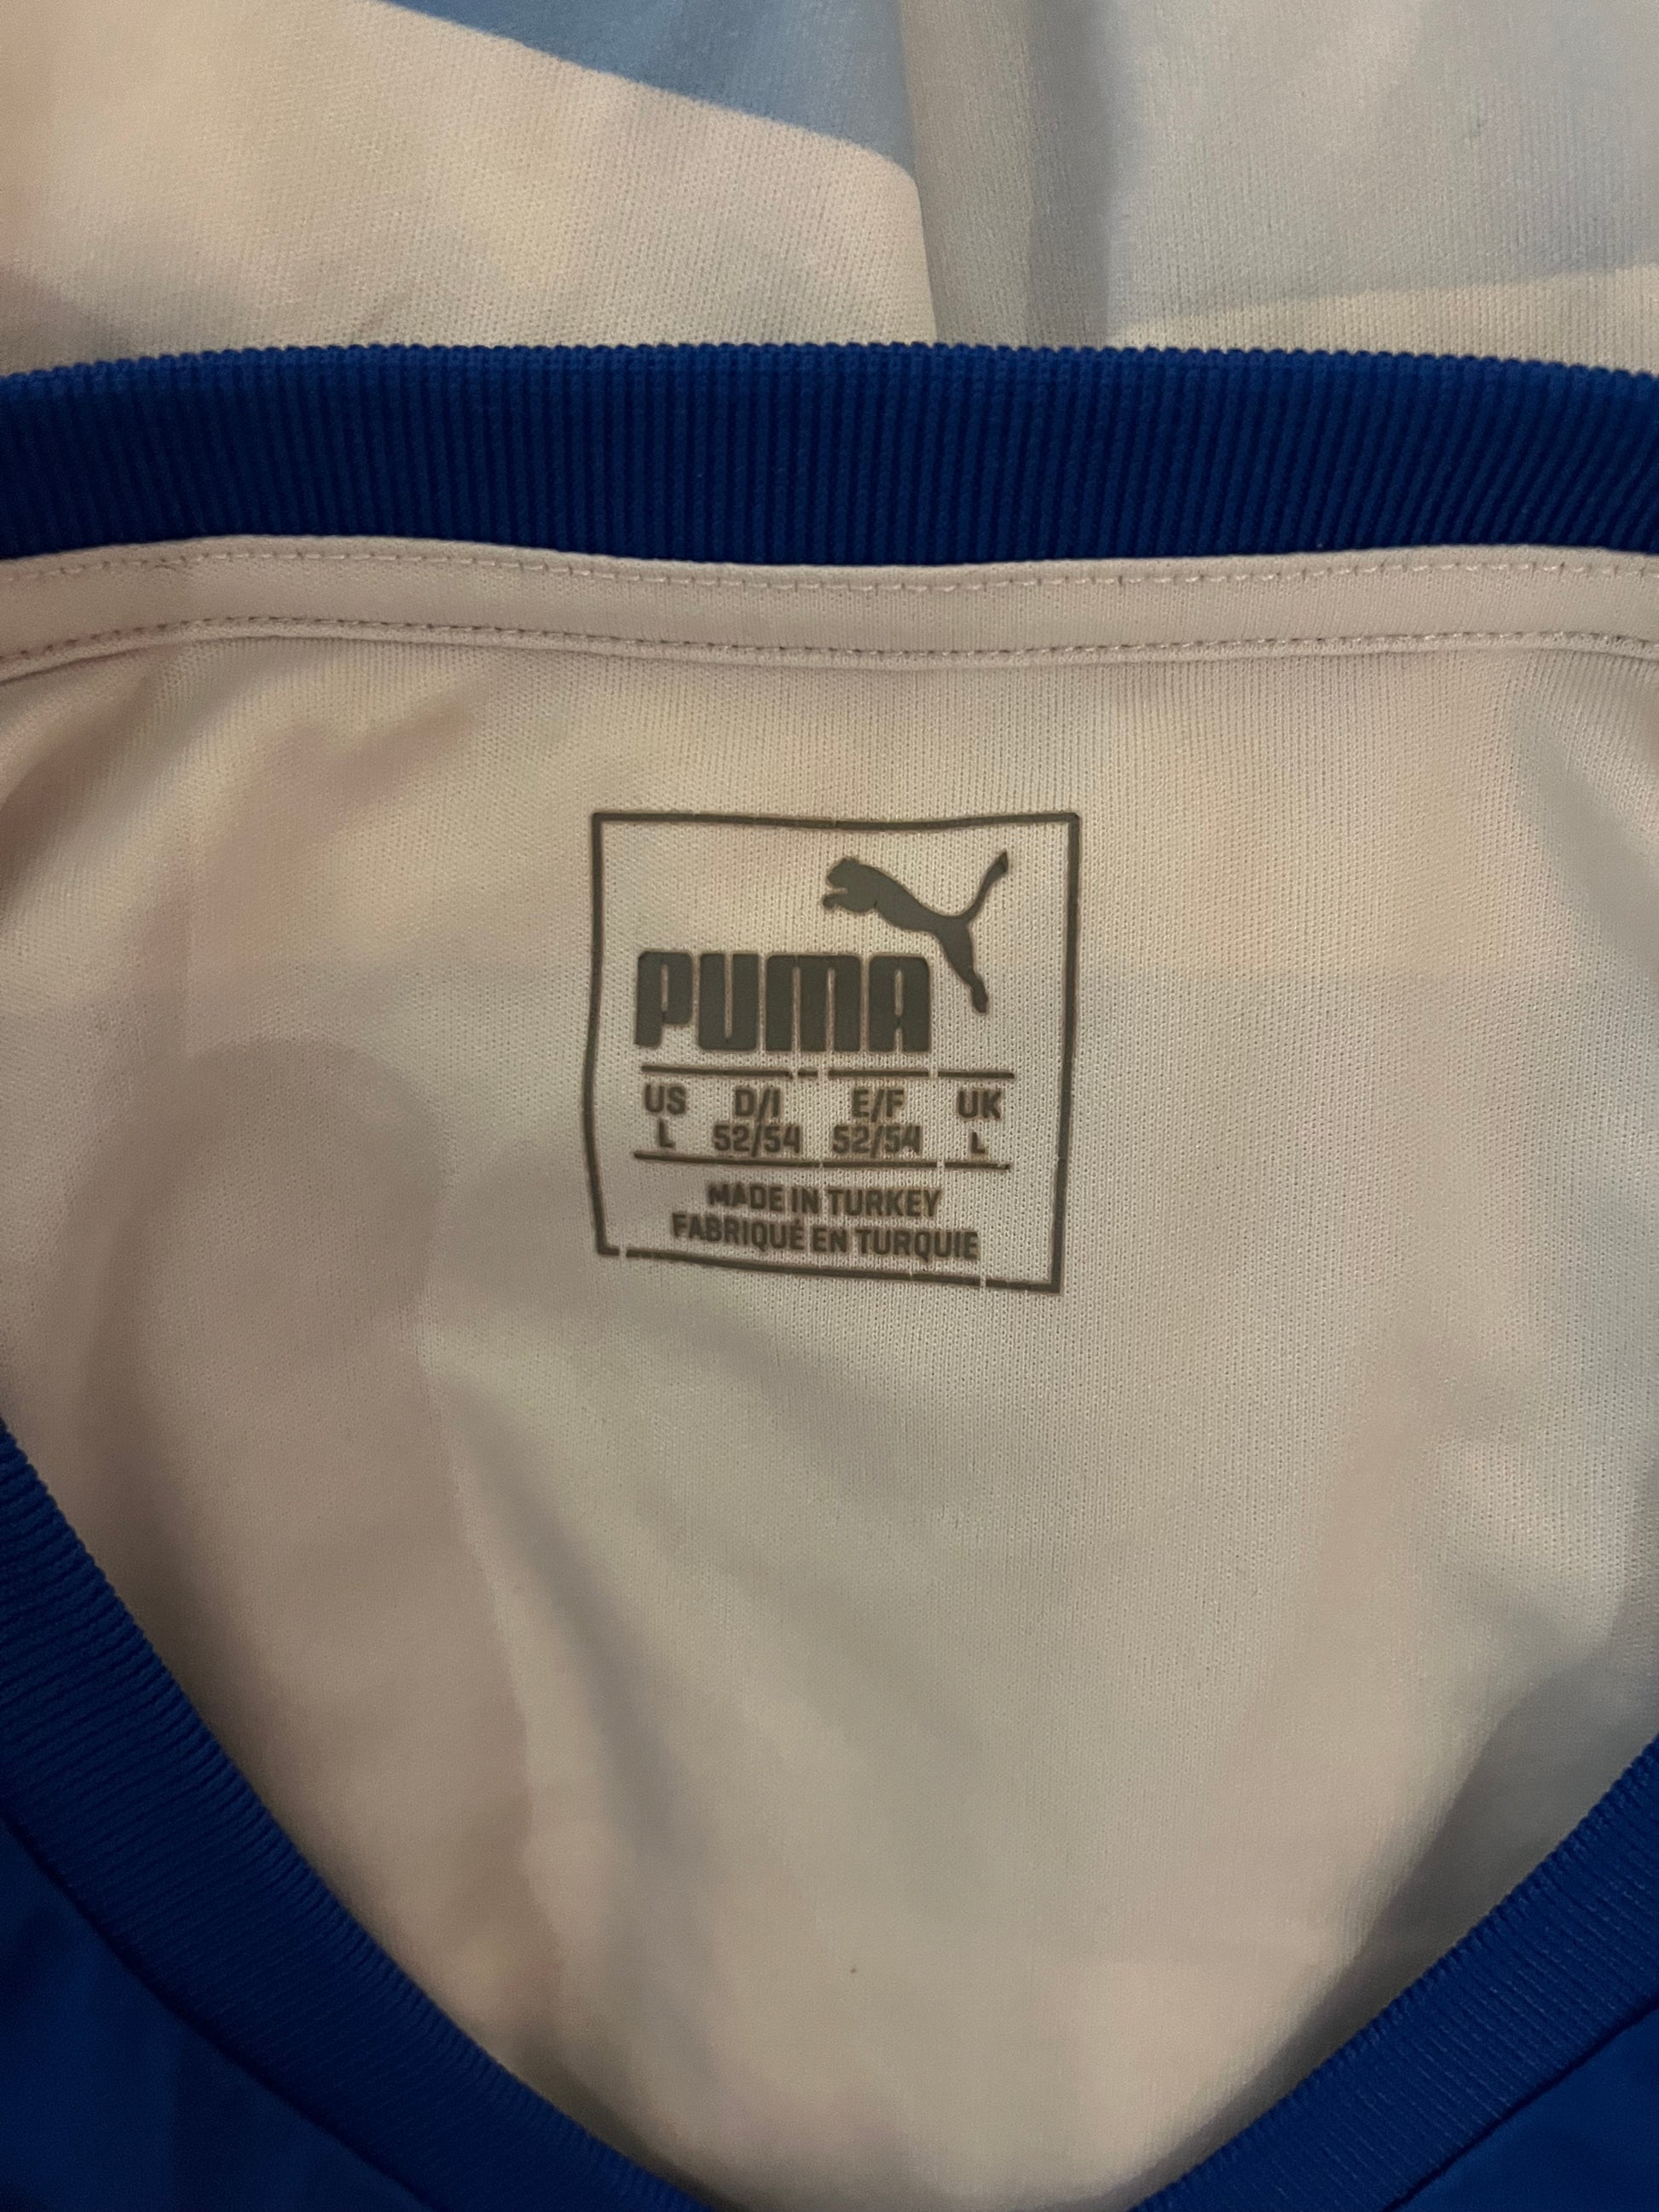 PUMA
US D/I E/F UK
L 52/54 52/54 L
MADE IN TURKEY
FABRIQUÉ EN TURQUIE